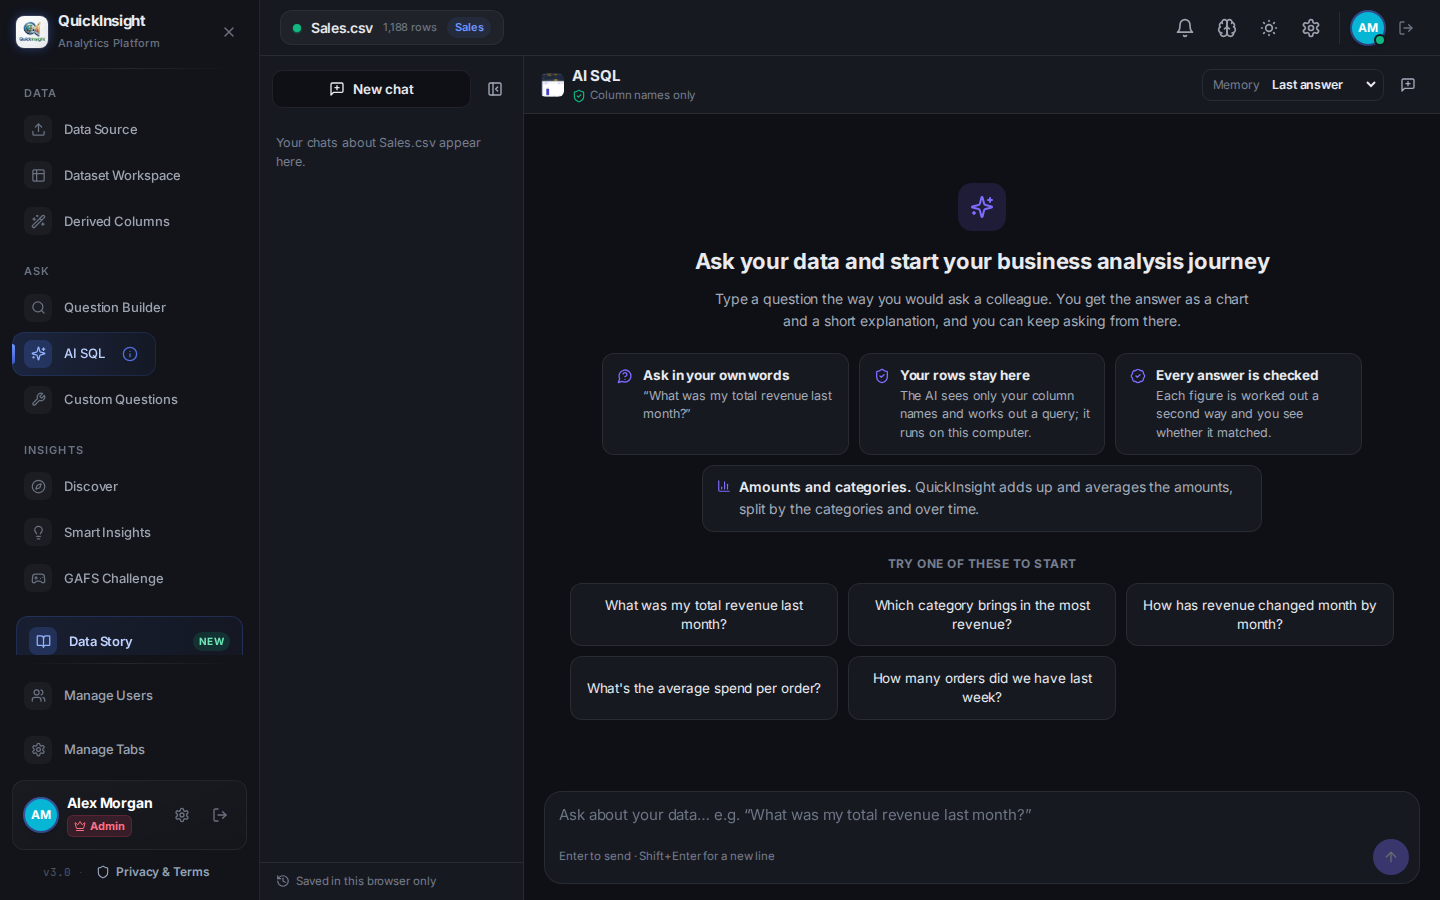 QuickInsight
Analytics Platform
DATA
Data Source
Dataset Workspace
Derived Columns
ASK
Question Builder
AI SQL
Custom Questions
INSIGHTS
Discover
Smart Insights
GAFS Challenge
Data Story NEW
Manage Users
Manage Tabs
AM Alex Morgan
Admin
v3.0 · Privacy & Terms
Sales.csv 1,188 rows Sales
AM
New chat
Your chats about Sales.csv appear
here.
Saved in this browser only
AI SQL
Column names only
Memory Last answer
Ask your data and start your business analysis journey
Type a question the way you would ask a colleague. You get the answer as a chart
and a short explanation, and you can keep asking from there.
Ask in your own words
“What was my total revenue last
month?”
Your rows stay here
The AI sees only your column
names and works out a query; it
runs on this computer.
Every answer is checked
Each figure is worked out a
second way and you see
whether it matched.
Amounts and categories. QuickInsight adds up and averages the amounts,
split by the categories and over time.
TRY ONE OF THESE TO START
What was my total revenue last
month?
Which category brings in the most
revenue?
How has revenue changed month by
month?
What's the average spend per order?
How many orders did we have last
week?
Ask about your data... e.g. “What was my total revenue last month?”
Enter to send · Shift+Enter for a new line